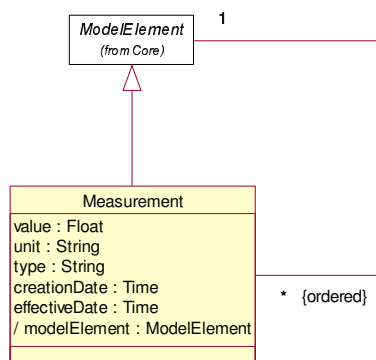 ModelElement
(from Core)
1
Measurement
value : Float
unit : String
type : String
creationDate : Time
effectiveDate : Time
/ modelElement : ModelElement
* {ordered}